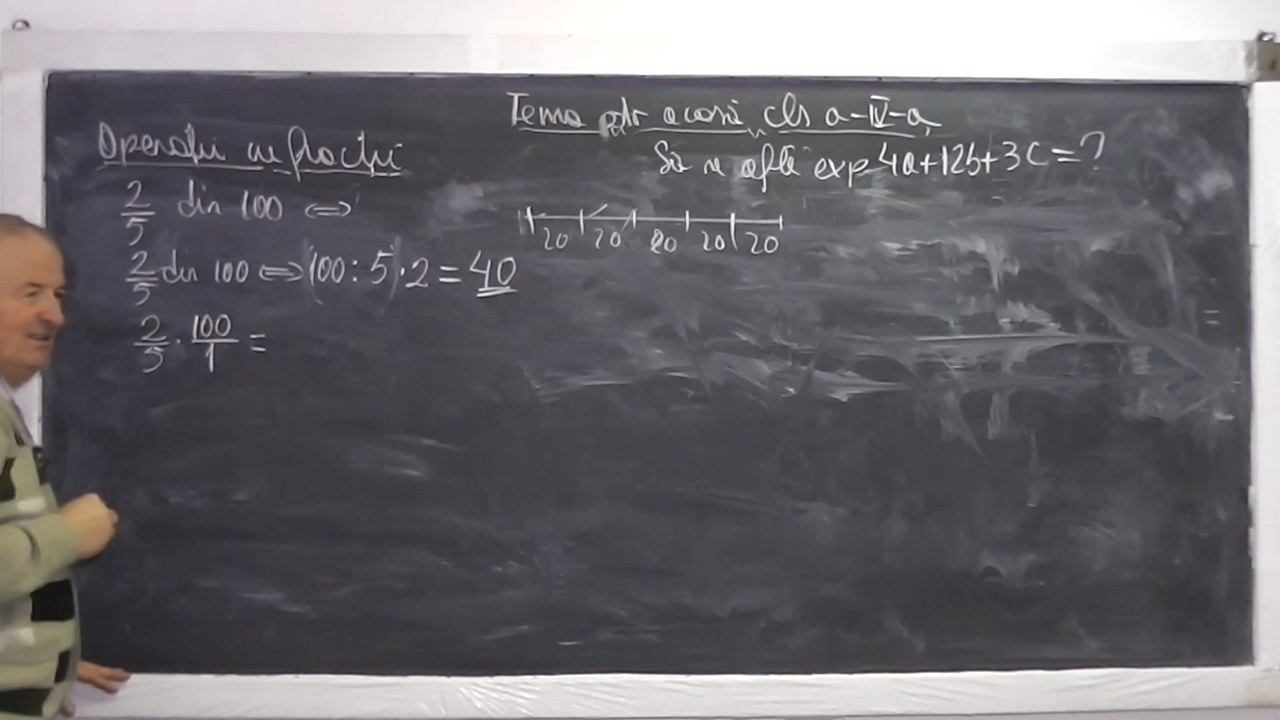 Tema ptr acasă cls a-IV-a
Operații cu fracții
Să se afle exp 4a+12b+3c=?
2/5 din 100 ⇔
20 20 20 20 20
2/5 din 100 ⇔ (100:5)·2=40
2/5 · 100/1 =
=